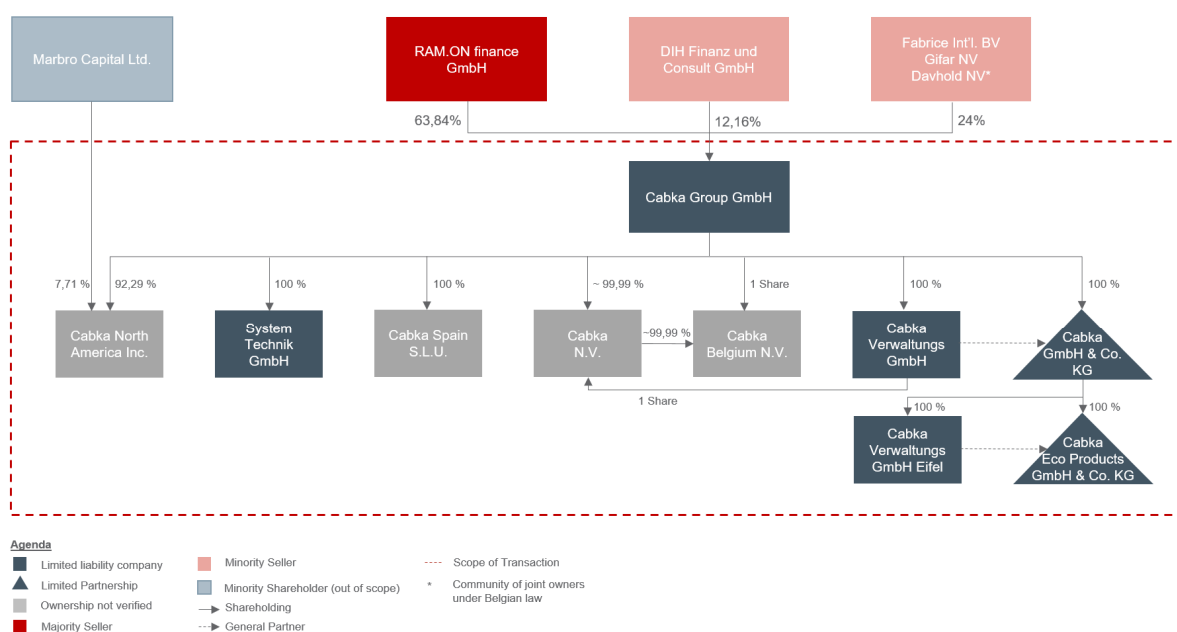 Marbro Capital Ltd.
RAM.ON finance
GmbH
DIH Finanz und
Consult GmbH
Fabrice Int'l. BV
Gifar NV
Davhold NV*
63,84%
12,16%
24%
Cabka Group GmbH
7,71 %
92,29 %
100 %
100 %
~ 99,99 %
1 Share
100 %
100 %
Cabka North
America Inc.
System
Technik
GmbH
Cabka Spain
S.L.U.
Cabka
N.V.
~99,99 %
Cabka
Belgium N.V.
Cabka
Verwaltungs
GmbH
Cabka
GmbH & Co.
KG
1 Share
100 %
100 %
Cabka
Verwaltungs
GmbH Eifel
Cabka
Eco Products
GmbH & Co. KG
Agenda
Limited liability company
Limited Partnership
Ownership not verified
Majority Seller
Minority Seller
Minority Shareholder (out of scope)
Shareholding
General Partner
Scope of Transaction
* Community of joint owners
under Belgian law